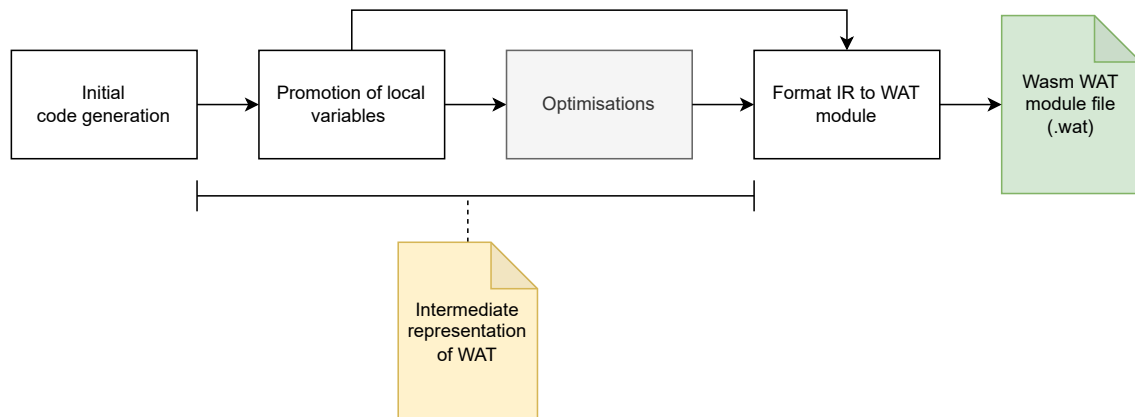 Initial
code generation
Promotion of local
variables
Optimisations
Format IR to WAT
module
Wasm WAT
module file
(.wat)
Intermediate
representation
of WAT